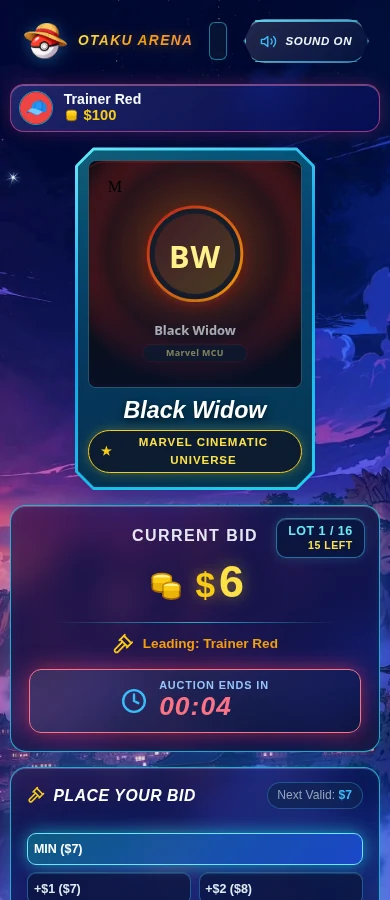 OTAKU ARENA
SOUND ON
Trainer Red
$100
M
BW
Black Widow
Marvel MCU
Black Widow
★ MARVEL CINEMATIC
UNIVERSE
CURRENT BID
LOT 1 / 16
15 LEFT
$6
Leading: Trainer Red
AUCTION ENDS IN
00:04
PLACE YOUR BID
Next Valid: $7
MIN ($7)
+$1 ($7)
+$2 ($8)